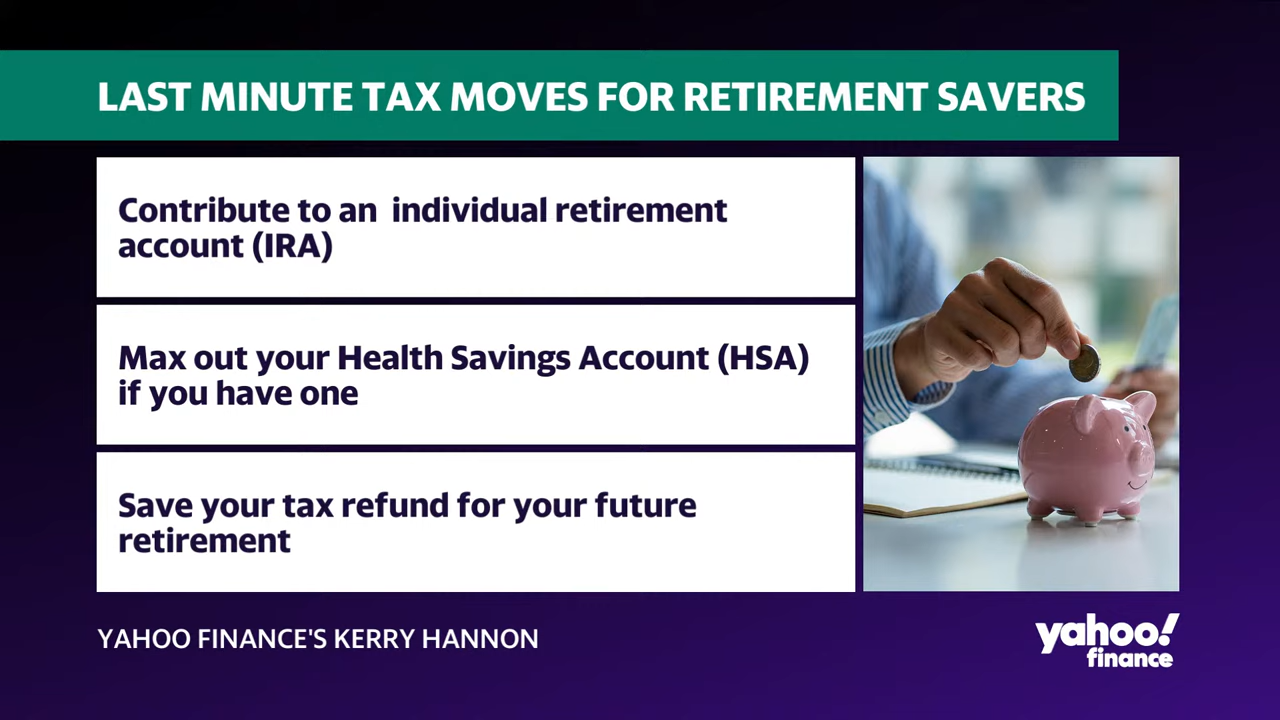 LAST MINUTE TAX MOVES FOR RETIREMENT SAVERS
Contribute to an  individual retirement
account (IRA)
Max out your Health Savings Account (HSA)
if you have one
Save your tax refund for your future
retirement
YAHOO FINANCE'S KERRY HANNON
yahoo!
finance